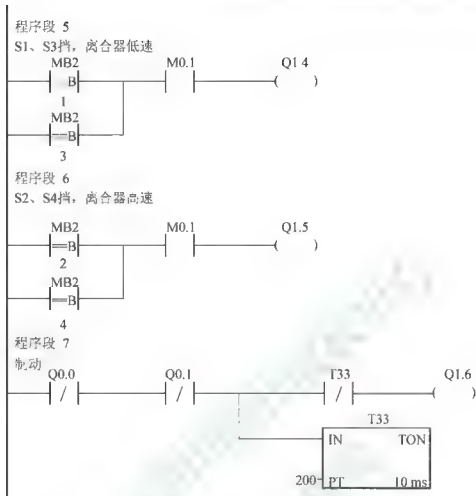 程序段 5
S1、S3挡，离合器低速
MB2 M0.1 Q1 4
B
1
MB2
==B
3
程序段 6
S2、S4挡，离合器高速
MB2 M0.1 Q1.5
==B
2
MB2
==B
4
程序段 7
制动
Q0.0 Q0.1 T33 Q1.6
T33
IN TON
200 PT 10 ms